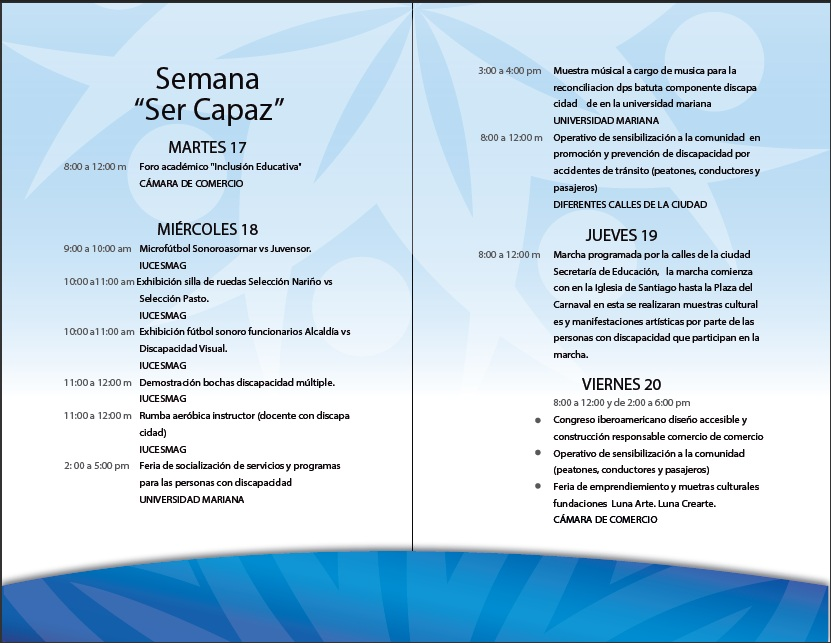 Semana
“Ser Capaz”
MARTES 17
8:00 a 12:00 m Foro académico "Inclusión Educativa"
CÁMARA DE COMERCIO
MIÉRCOLES 18
9:00 a 10:00 am Microfútbol Sonoroasornar vs Juvensor.
IUCESMAG
10:00 a11:00 am Exhibición silla de ruedas Selección Nariño vs
Selección Pasto.
IUCESMAG
10:00 a11:00 am Exhibición fútbol sonoro funcionarios Alcaldía vs
Discapacidad Visual.
IUCESMAG
11:00 a 12:00 m Demostración bochas discapacidad múltiple.
IUCESMAG
11:00 a 12:00 m Rumba aeróbica instructor (docente con discapa
cidad)
IUCESMAG
2: 00 a 5:00 pm Feria de socialización de servicios y programas
para las personas con discapacidad
UNIVERSIDAD MARIANA
3:00 a 4:00 pm Muestra músical a cargo de musica para la
reconciliacion dps batuta componente discapa
cidad de en la universidad mariana
UNIVERSIDAD MARIANA
8:00 a 12:00 m Operativo de sensibilización a la comunidad en
promoción y prevención de discapacidad por
accidentes de tránsito (peatones, conductores y
pasajeros)
DIFERENTES CALLES DE LA CIUDAD
JUEVES 19
8:00 a 12:00 m Marcha programada por la calles de la ciudad
Secretaría de Educación, la marcha comienza
con en la Iglesia de Santiago hasta la Plaza del
Carnaval en esta se realizaran muestras cultural
es y manifestaciones artísticas por parte de las
personas con discapacidad que participan en la
marcha.
VIERNES 20
8:00 a 12:00 y de 2:00 a 6:00 pm
● Congreso iberoamericano diseño accesible y
construcción responsable comercio de comercio
● Operativo de sensibilización a la comunidad
(peatones, conductores y pasajeros)
● Feria de emprendiemiento y muetras culturales
fundaciones Luna Arte. Luna Crearte.
CÁMARA DE COMERCIO